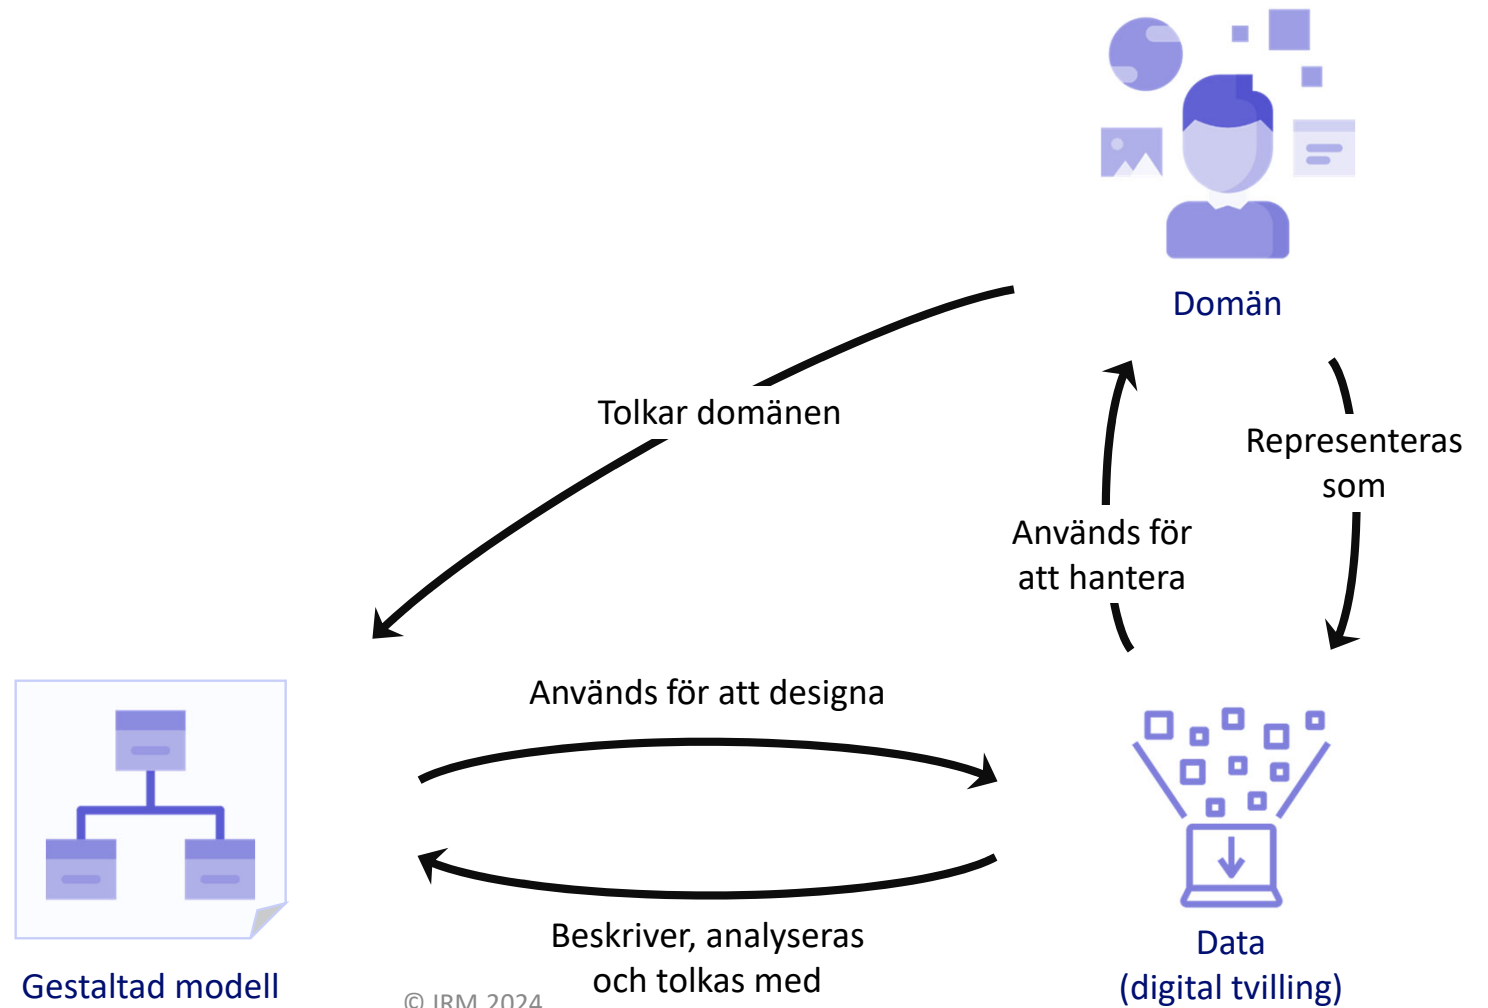 Domän
Tolkar domänen
Representeras
som
Används för
att hantera
Används för att designa
Beskriver, analyseras
och tolkas med
Data
(digital tvilling)
Gestaltad modell
© IRM 2024